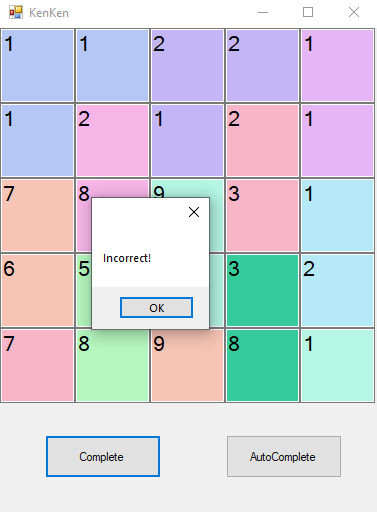 KenKen
1 1 2 2 1
1 2 1 2 1
7 8 9 3 1
Incorrect!
6 5 3 2
OK
7 8 9 8 1
Complete AutoComplete